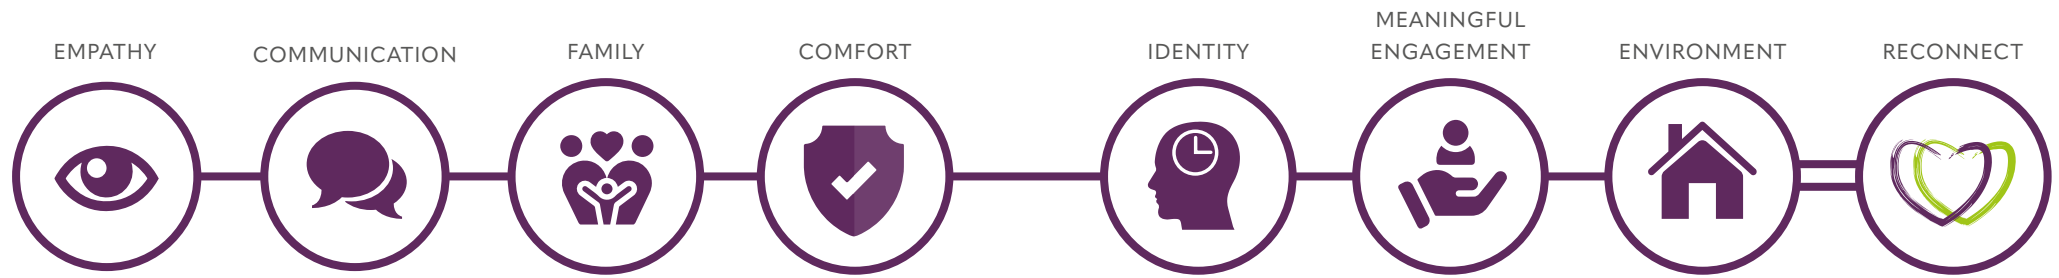 EMPATHY
COMMUNICATION
FAMILY
COMFORT
IDENTITY
MEANINGFUL
ENGAGEMENT
ENVIRONMENT
RECONNECT